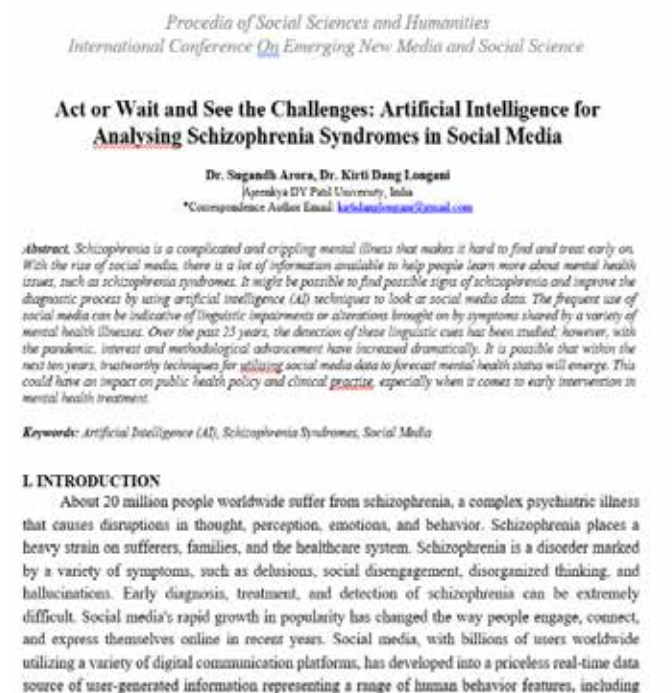 Procedia of Social Sciences and Humanities
International Conference On Emerging New Media and Social Science
Act or Wait and See the Challenges: Artificial Intelligence for
Analysing Schizophrenia Syndromes in Social Media
Dr. Sugandh Arora, Dr. Kirti Dang Longani
Ajeenkya DY Patil University, India
*Correspondence Author Email: kirtidanglongani@gmail.com
Abstract. Schizophrenia is a complicated and crippling mental illness that makes it hard to find and treat early on.
With the rise of social media, there is a lot of information available to help people learn more about mental health
issues, such as schizophrenia syndromes. It might be possible to find possible signs of schizophrenia and improve the
diagnostic process by using artificial intelligence (AI) techniques to look at social media data. The frequent use of
social media can be indicative of linguistic impairments or alterations brought on by symptoms shared by a variety of
mental health illnesses. Over the past 25 years, the detection of these linguistic cues has been studied; however, with
the pandemic, interest and methodological advancement have increased dramatically. It is possible that within the
next ten years, trustworthy techniques for utilising social media data to forecast mental health status will emerge. This
could have an impact on public health policy and clinical practise, especially when it comes to early intervention in
mental health treatment.
Keywords: Artificial Intelligence (AI), Schizophrenia Syndromes, Social Media
I. INTRODUCTION
About 20 million people worldwide suffer from schizophrenia, a complex psychiatric illness
that causes disruptions in thought, perception, emotions, and behavior. Schizophrenia places a
heavy strain on sufferers, families, and the healthcare system. Schizophrenia is a disorder marked
by a variety of symptoms, such as delusions, social disengagement, disorganized thinking, and
hallucinations. Early diagnosis, treatment, and detection of schizophrenia can be extremely
difficult. Social media's rapid growth in popularity has changed the way people engage, connect,
and express themselves online in recent years. Social media, with billions of users worldwide
utilizing a variety of digital communication platforms, has developed into a priceless real-time data
source of user-generated information representing a range of human behavior features, including